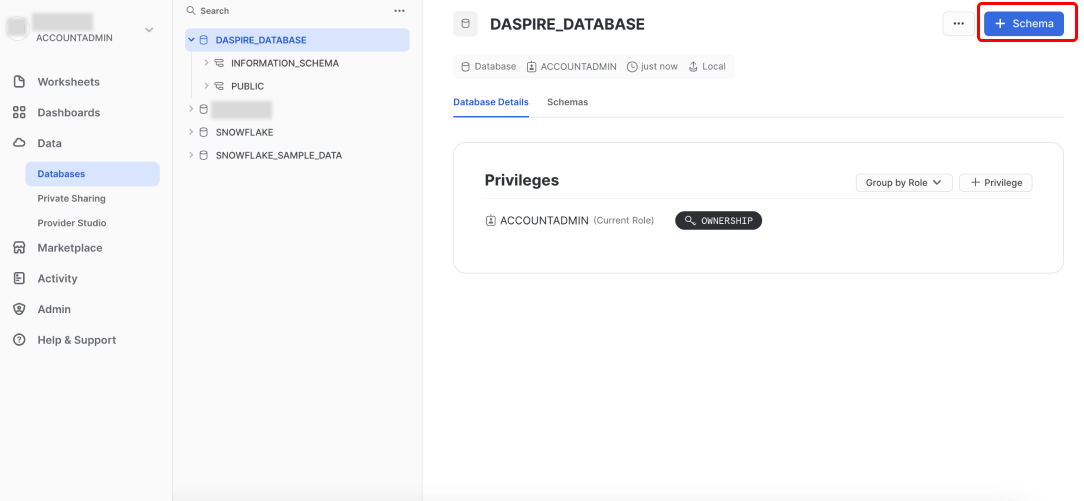 ACCOUNTADMIN
Worksheets
Dashboards
Data
Databases
Private Sharing
Provider Studio
Marketplace
Activity
Admin
Help & Support
Search
DASPIRE_DATABASE
INFORMATION_SCHEMA
PUBLIC
SNOWFLAKE
SNOWFLAKE_SAMPLE_DATA
DASPIRE_DATABASE
+ Schema
Database ACCOUNTADMIN just now Local
Database Details Schemas
Privileges
Group by Role + Privilege
ACCOUNTADMIN (Current Role) OWNERSHIP